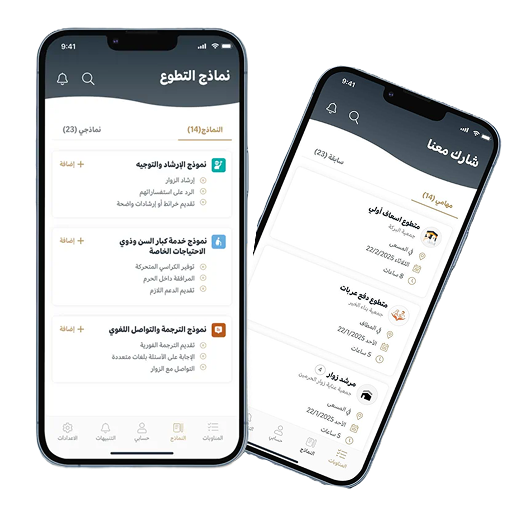 9:41
نماذج التطوع
النماذج(14)
نماذجي (23)
نموذج الإرشاد والتوجيه
+ إضافة
إرشاد الزوار
الرد على استفساراتهم
تقديم خرائط أو إرشادات واضحة
نموذج خدمة كبار السن وذوي
الاحتياجات الخاصة
+ إضافة
توفير الكراسي المتحركة
المرافقة داخل الحرم
تقديم الدعم اللازم
نموذج الترجمة والتواصل اللغوي
+ إضافة
تقديم الترجمة الفورية
الإجابة على الأسئلة بلغات متعددة
التواصل مع الزوار
المناوبات
النماذج
حسابي
التنبيهات
الاعدادات
9:41
شارك معنا
مهامي (14)
سابقة (23)
متطوع اسعاف أولي
جمعية البركة
في المسعى
الثلاثاء 22/2/2025
8 ساعات
متطوع دفع عربات
جمعية بناء الخير
في المطاف
الأحد 22/1/2025
5 ساعات
مرشد زوار
4
جمعية عناية زوار الحرمين
في المسعى
الأحد 22/1/2025
5 ساعات
المناوبات
النماذج
حسابي